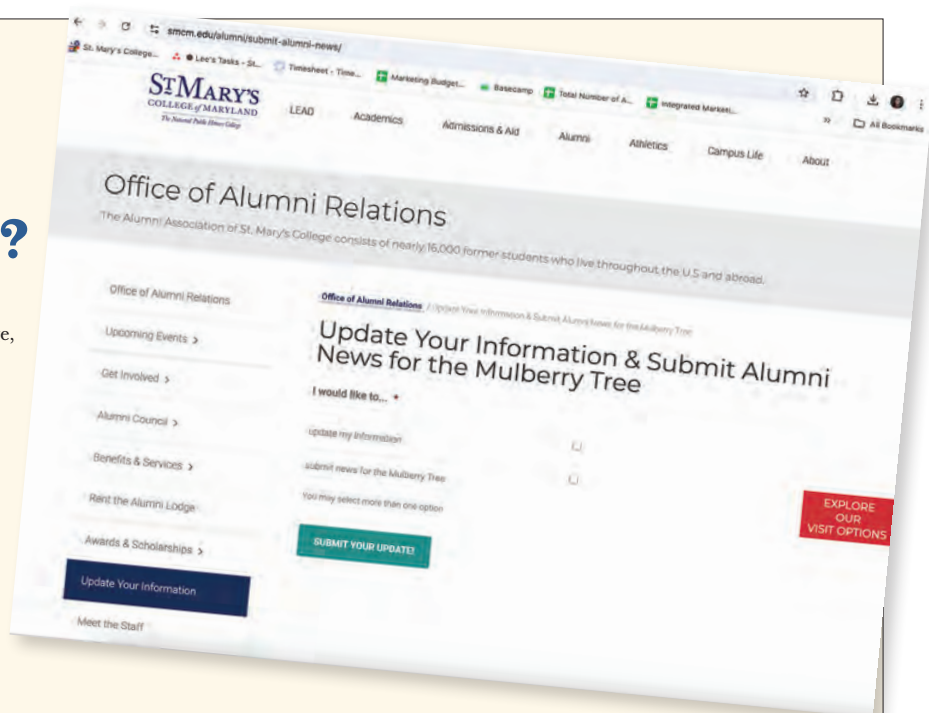 smcm.edu/alumni/submit-alumni-news/
St. Mary's College...
Lee's Tasks - St...
Timesheet - Time...
Marketing Budget...
Basecamp
Total Number of A...
Integrated Marketi...
All Bookmarks
ST MARY'S
COLLEGE of MARYLAND
The National Public Honors College
LEAD
Academics
Admissions & Aid
Alumni
Athletics
Campus Life
About
Office of Alumni Relations
The Alumni Association of St. Mary's College consists of nearly 16,000 former students who live throughout the U.S and abroad.
?
e,
Office of Alumni Relations
Upcoming Events >
Get Involved >
Alumni Council >
Benefits & Services >
Rent the Alumni Lodge
Awards & Scholarships >
Update Your Information
Meet the Staff
Office of Alumni Relations / Update Your Information & Submit Alumni News for the Mulberry Tree
Update Your Information & Submit Alumni
News for the Mulberry Tree
I would like to... *
update my information
submit news for the Mulberry Tree
You may select more than one option
SUBMIT YOUR UPDATE!
EXPLORE
OUR
VISIT OPTIONS